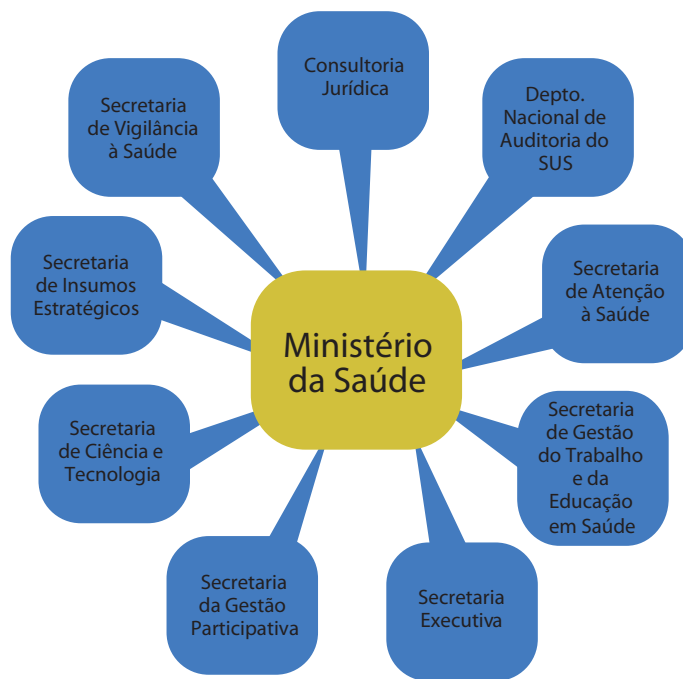 Consultoria
Jurídica
Depto.
Nacional de
Auditoria do
SUS
Secretaria
de Atenção
à Saúde
Secretaria
de Gestão
do Trabalho
e da
Educação
em Saúde
Secretaria
Executiva
Secretaria
da Gestão
Participativa
Secretaria
de Ciência e
Tecnologia
Secretaria
de Insumos
Estratégicos
Secretaria
de Vigilância
à Saúde
Ministério
da Saúde